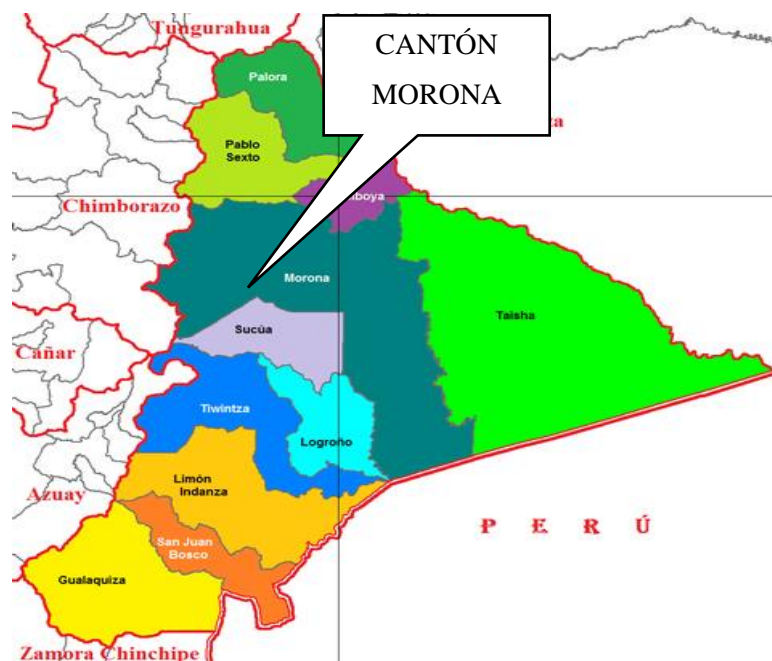 Tungurahua
CANTÓN
MORONA
Palora
Pablo
Sexto
Chimborazo
Morona
Taisha
Sucúa
Cañar
Tiwintza
Logroño
Limón
Indanza
Azuay
PERÚ
San Juan
Bosco
Gualaquiza
Zamora Chinchipe